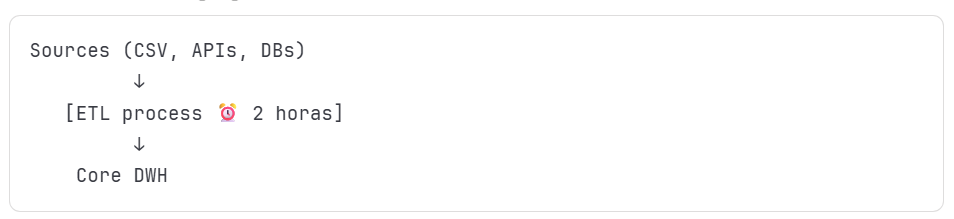 Sources (CSV, APIs, DBs)
↓
[ETL process ⏰ 2 horas]
↓
Core DWH